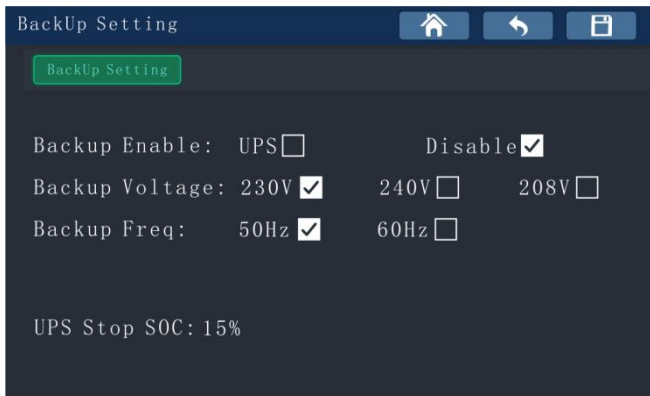 BackUp Setting
BackUp Setting
Backup Enable: UPS Disable
Backup Voltage: 230V 240V 208V
Backup Freq: 50Hz 60Hz
UPS Stop SOC: 15%